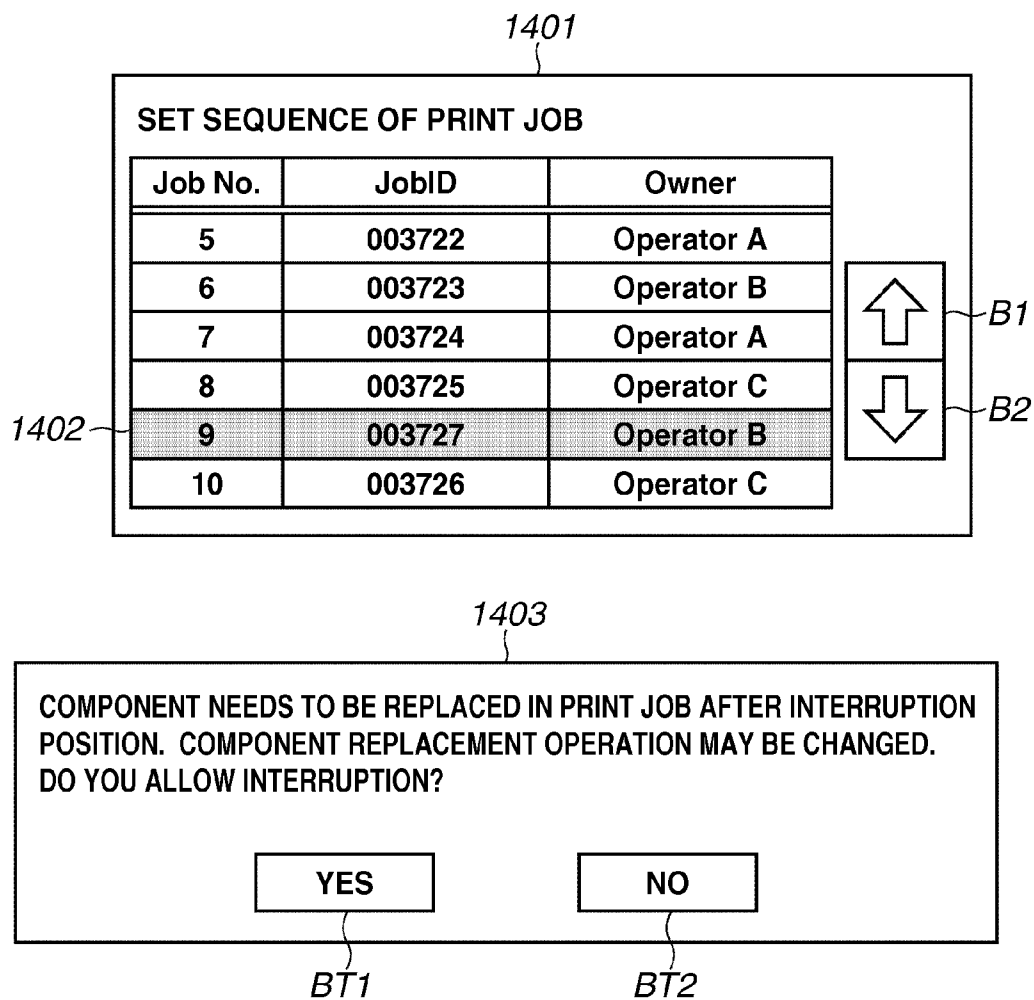 1401
SET SEQUENCE OF PRINT JOB
Job No. JobID Owner
5 003722 Operator A
6 003723 Operator B
7 003724 Operator A
8 003725 Operator C
9 003727 Operator B
10 003726 Operator C
B1
B2
1402
1403
COMPONENT NEEDS TO BE REPLACED IN PRINT JOB AFTER INTERRUPTION
POSITION. COMPONENT REPLACEMENT OPERATION MAY BE CHANGED.
DO YOU ALLOW INTERRUPTION?
YES NO
BT1 BT2